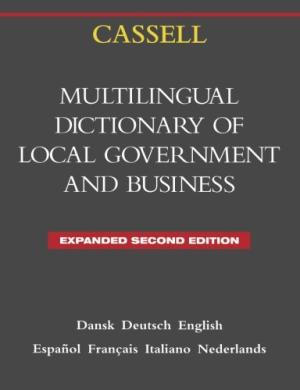 CASSELL
MULTILINGUAL
DICTIONARY OF
LOCAL GOVERNMENT
AND BUSINESS
EXPANDED SECOND EDITION
Dansk Deutsch English
Español Français Italiano Nederlands